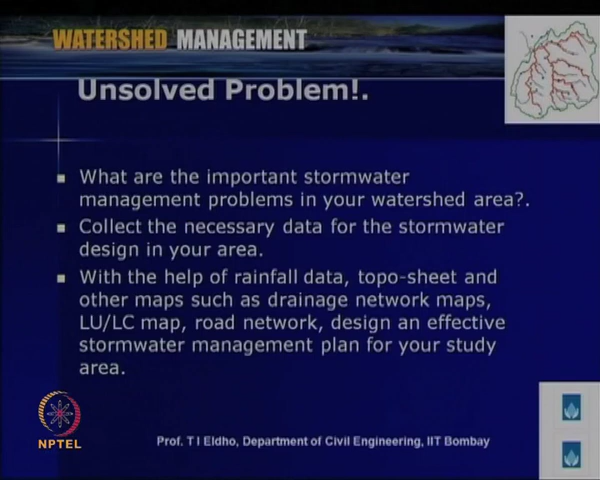 WATERSHED MANAGEMENT
Unsolved Problem!.
What are the important stormwater
management problems in your watershed area?.
Collect the necessary data for the stormwater
design in your area.
With the help of rainfall data, topo-sheet and
other maps such as drainage network maps,
LU/LC map, road network, design an effective
stormwater management plan for your study
area.
NPTEL
Prof. T I Eldho, Department of Civil Engineering, IIT Bombay